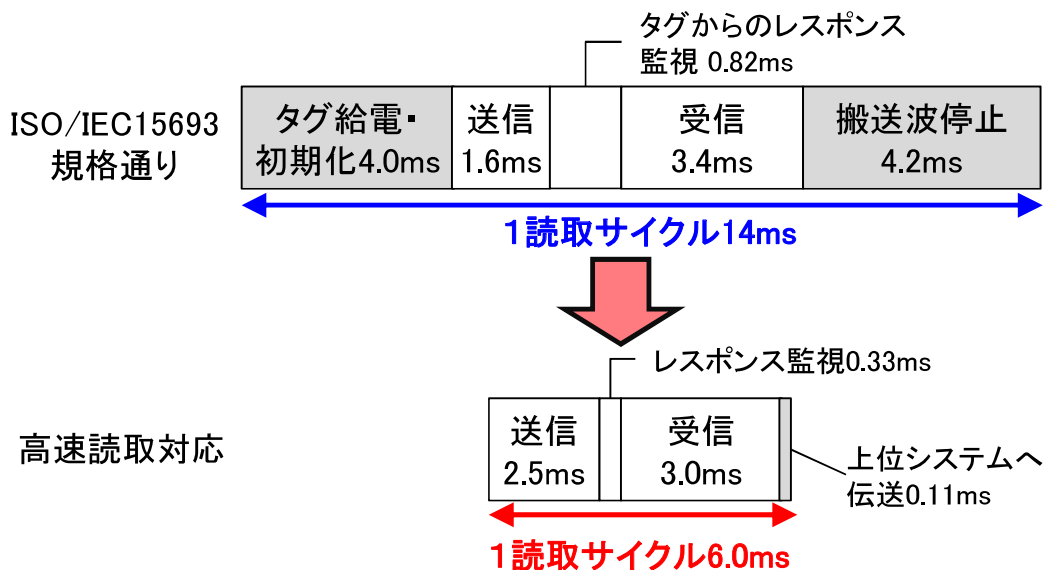 タグからのレスポンス
監視 0.82ms
ISO/IEC15693
規格通り
タグ給電・
初期化4.0ms
送信
1.6ms
受信
3.4ms
搬送波停止
4.2ms
1読取サイクル14ms
レスポンス監視0.33ms
高速読取対応
送信
2.5ms
受信
3.0ms
上位システムへ
伝送0.11ms
1読取サイクル6.0ms